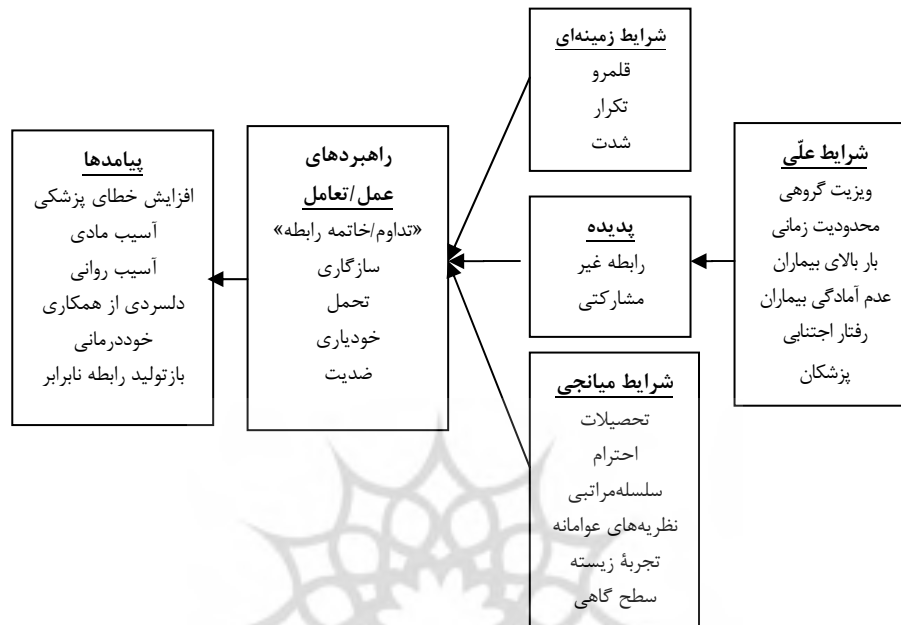 شرایط علّی
ویزیت گروهی
محدودیت زمانی
بار بالای بیماران
عدم آمادگی بیماران
رفتار اجتنابی
پزشکان
شرایط زمینه‌ای
قلمرو
تکرار
شدت
پدیده
رابطه غیر
مشارکتی
شرایط میانجی
تحصیلات
احترام
سلسله‌مراتبی
نظریه‌های عوامانه
تجربهٔ زیسته
سطح گاهی
راهبردهای
عمل/تعامل
«تداوم/خاتمه رابطه»
سازگاری
تحمل
خودیاری
ضدیت
پیامدها
افزایش خطای پزشکی
آسیب مادی
آسیب روانی
دلسردی از همکاری
خوددرمانی
بازتولید رابطه نابرابر